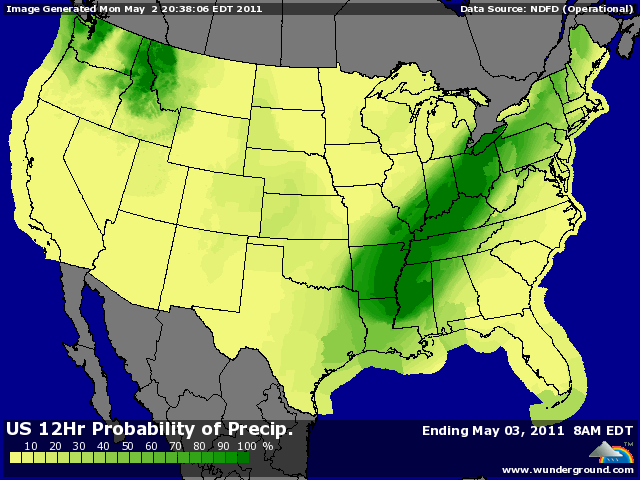 Image Generated Mon May 2 20:38:06 EDT 2011 Data Source: NDFD (Operational)
US 12Hr Probability of Precip. Ending May 03, 2011 8AM EDT
10 20 30 40 50 60 70 80 90 100 %
TM
www.wunderground.com